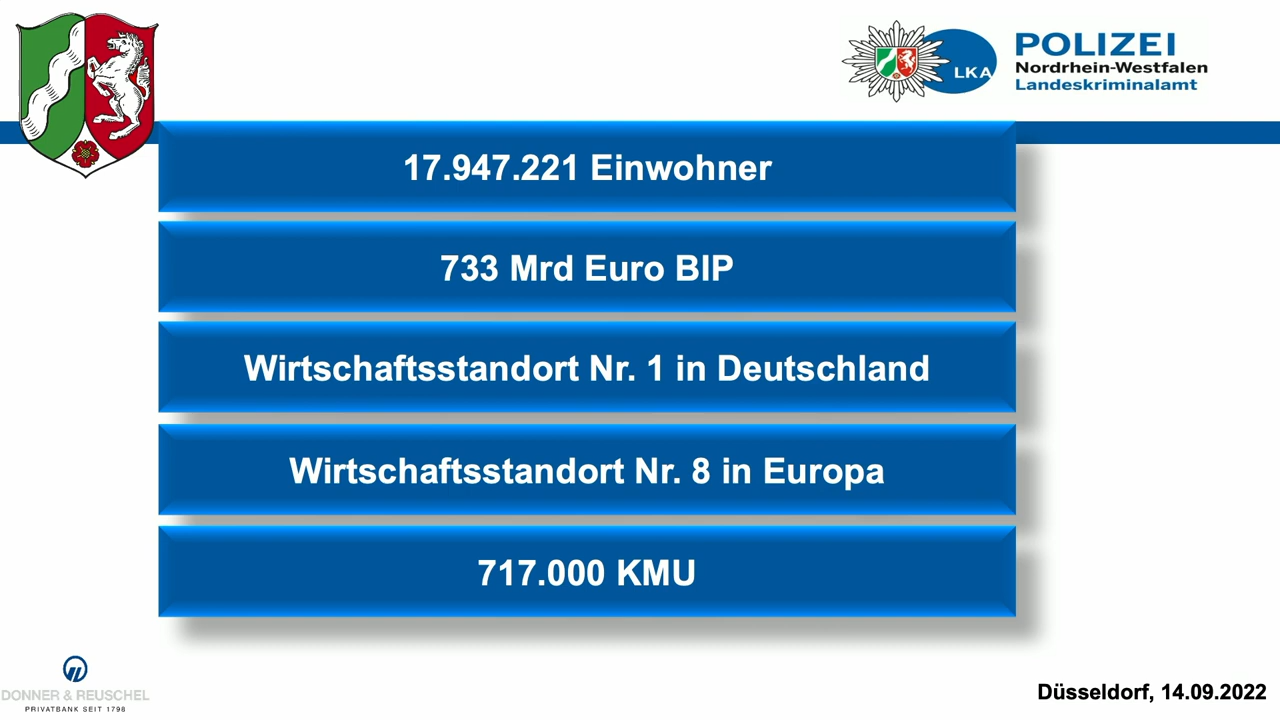 LKA
POLIZEI
Nordrhein-Westfalen
Landeskriminalamt
17.947.221 Einwohner
733 Mrd Euro BIP
Wirtschaftsstandort Nr. 1 in Deutschland
Wirtschaftsstandort Nr. 8 in Europa
717.000 KMU
DONNER & REUSCHEL
PRIVATBANK SEIT 1798
Düsseldorf, 14.09.2022